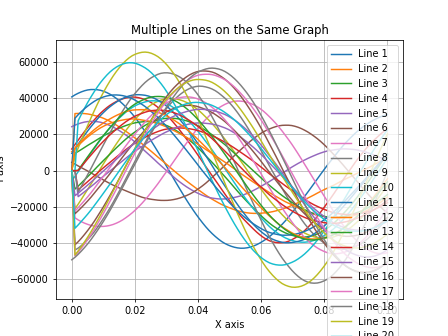 Multiple Lines on the Same Graph
60000
40000
20000
0
−20000
−40000
−60000
0.00
0.02
0.04
0.06
X axis
Line 1
Line 2
Line 3
Line 4
Line 5
Line 6
Line 7
Line 8
Line 9
Line 10
Line 11
Line 12
Line 13
Line 14
Line 15
Line 16
Line 17
Line 18
Line 19
Line 20